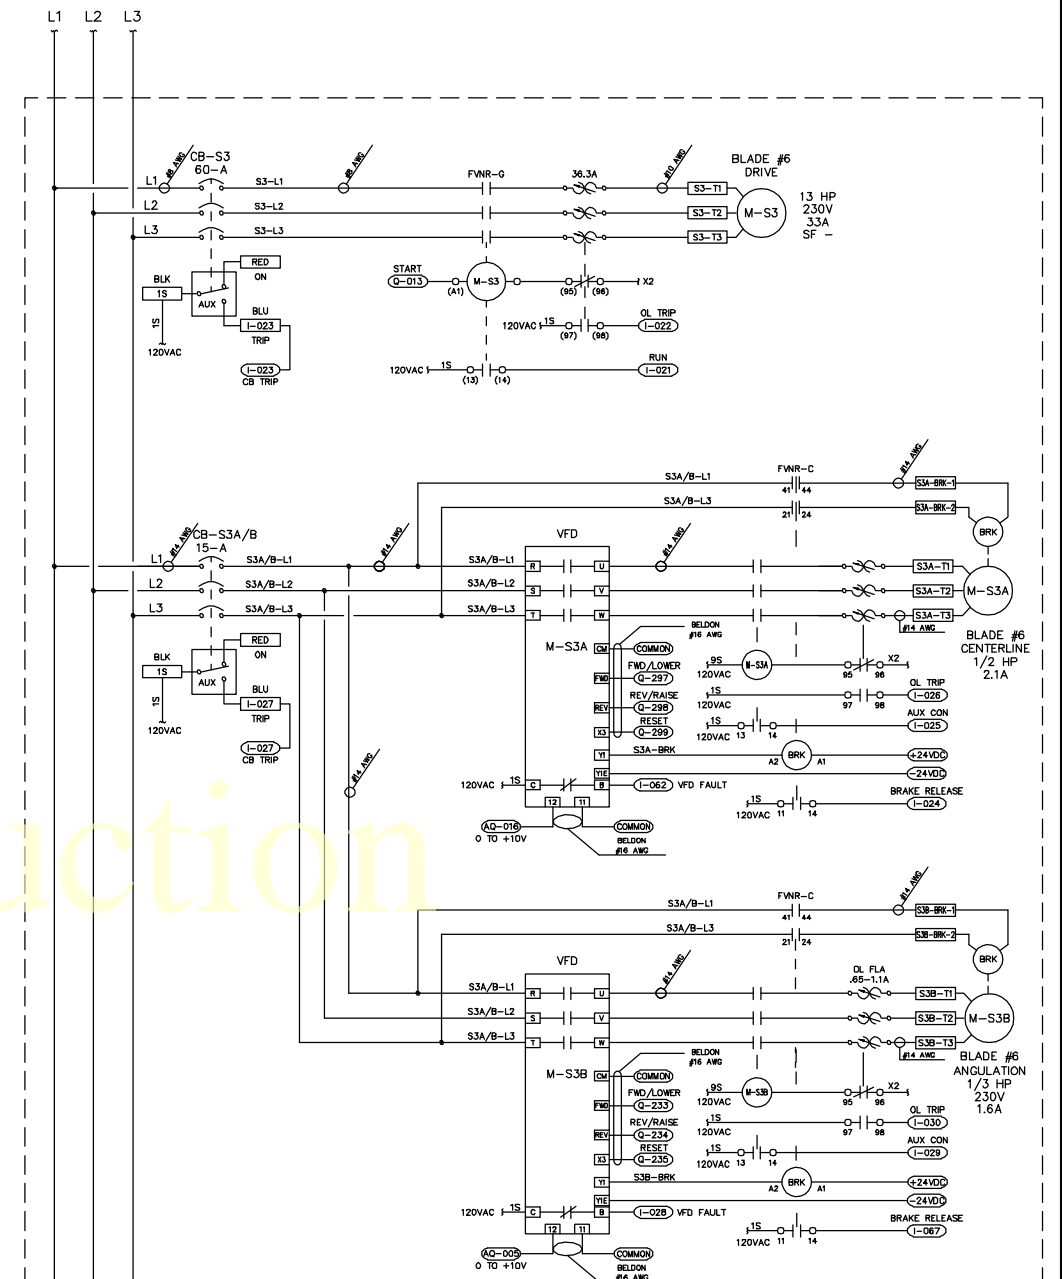 L1 L2 L3
CB-S3
60-A
#8 AWG
#8 AWG
#10 AWG
L1 S3-L1 FVNR-G 36.3A S3-T1
L2 S3-L2 S3-T2
L3 S3-L3 S3-T3
M-S3
BLADE #6
DRIVE
13 HP
230V
33A
SF -
RED
ON
BLK
1S
AUX
1S
120VAC
BLU
I-023
TRIP
I-023
CB TRIP
START
Q-013 (A1) M-S3 (95) (96) X2
OL TRIP
120VAC 1S (97) (98) I-022
RUN
120VAC 1S (13) (14) I-021
#14 AWG
S3A/B-L1 FVNR-C 41 44 S3A-BRK-1
S3A/B-L3 21 24 S3A-BRK-2
BRK
CB-S3A/B
15-A
#14 AWG
#14 AWG
#14 AWG
VFD
L1 S3A/B-L1 S3A/B-L1 R U S3A-T1
L2 S3A/B-L2 S3A/B-L2 S V S3A-T2
L3 S3A/B-L3 S3A/B-L3 T W S3A-T3
M-S3A
#14 AWG
BLADE #6
CENTERLINE
1/2 HP
2.1A
RED
ON
BLK
1S
AUX
1S
120VAC
BLU
I-027
TRIP
I-027
CB TRIP
#14 AWG
M-S3A
BELDON
#16 AWG
CM COMMON
FWD/LOWER
FWD Q-297
REV/RAISE
REV Q-298
RESET
X3 Q-299
9S
120VAC M-S3A 95 96 X2
OL TRIP
1S
120VAC 97 98 I-026
AUX CON
1S
120VAC 13 14 I-025
Y1 S3A-BRK A2 BRK A1 +24VDC
Y1E -24VDC
120VAC 1S C B I-062 VFD FAULT
BRAKE RELEASE
1S
120VAC 11 14 I-024
12 11
AQ-016 COMMON
0 TO +10V
BELDON
#16 AWG
uction
#14 AWG
S3A/B-L1 FVNR-C 41 44 S3B-BRK-1
S3A/B-L3 21 24 S3B-BRK-2
BRK
#14 AWG
VFD
OL FLA
.65-1.1A
S3A/B-L1 R U S3B-T1
S3A/B-L2 S V S3B-T2
S3A/B-L3 T W S3B-T3
M-S3B
#14 AWG
BLADE #6
ANGULATION
1/3 HP
230V
1.6A
M-S3B
BELDON
#16 AWG
CM COMMON
FWD/LOWER
FWD Q-233
REV/RAISE
REV Q-234
RESET
X3 Q-235
9S
120VAC M-S3B 95 96 X2
OL TRIP
1S
120VAC 97 98 I-030
AUX CON
1S
120VAC 13 14 I-029
Y1 S3B-BRK A2 BRK A1 +24VDC
Y1E -24VDC
120VAC 1S C B I-028 VFD FAULT
BRAKE RELEASE
1S
120VAC 11 14 I-067
12 11
AQ-005 COMMON
0 TO +10V
BELDON
#16 AWG